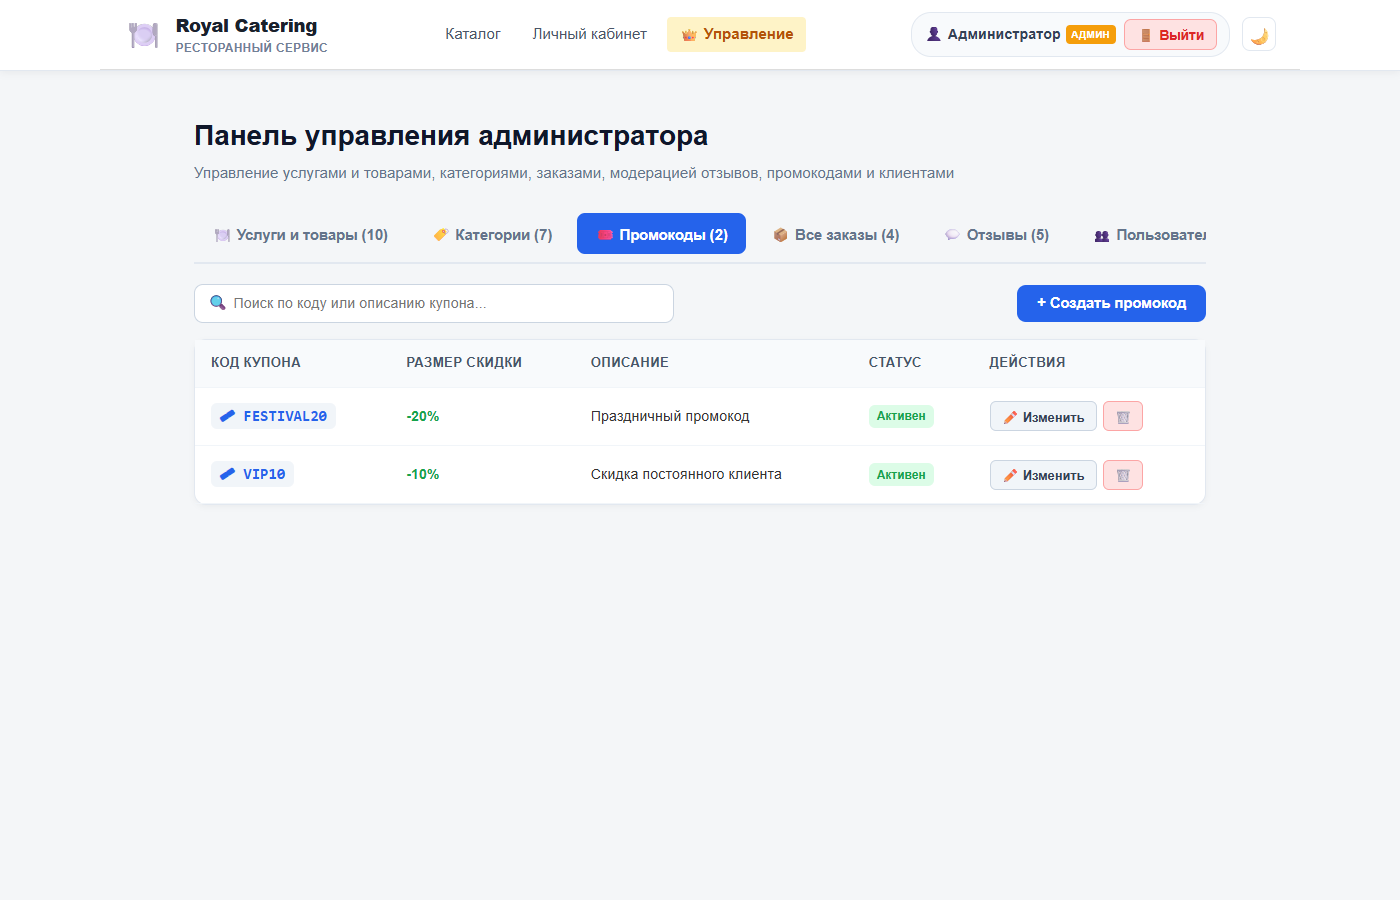 Royal Catering
РЕСТОРАННЫЙ СЕРВИС
Каталог
Личный кабинет
Управление
Администратор
АДМИН
Выйти
Панель управления администратора
Управление услугами и товарами, категориями, заказами, модерацией отзывов, промокодами и клиентами
Услуги и товары (10)
Категории (7)
Промокоды (2)
Все заказы (4)
Отзывы (5)
Пользовател
Поиск по коду или описанию купона...
+ Создать промокод
КОД КУПОНА РАЗМЕР СКИДКИ ОПИСАНИЕ СТАТУС ДЕЙСТВИЯ
FESTIVAL20 -20% Праздничный промокод Активен Изменить
VIP10 -10% Скидка постоянного клиента Активен Изменить